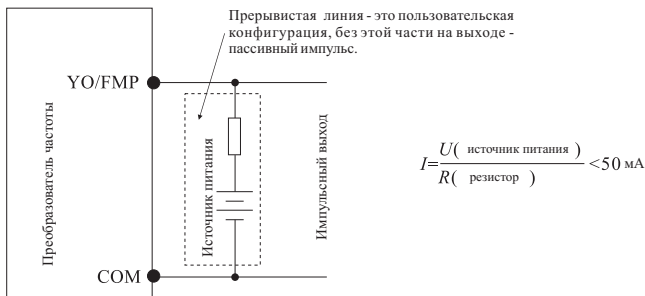 Прерывистая линия - это пользовательская
конфигурация, без этой части на выходе -
пассивный импульс.
YO/FMP
Преобразователь частоты
Источник питания
Импульсный выход
I=U( источник питания )/R( резистор ) <50 мА
COM